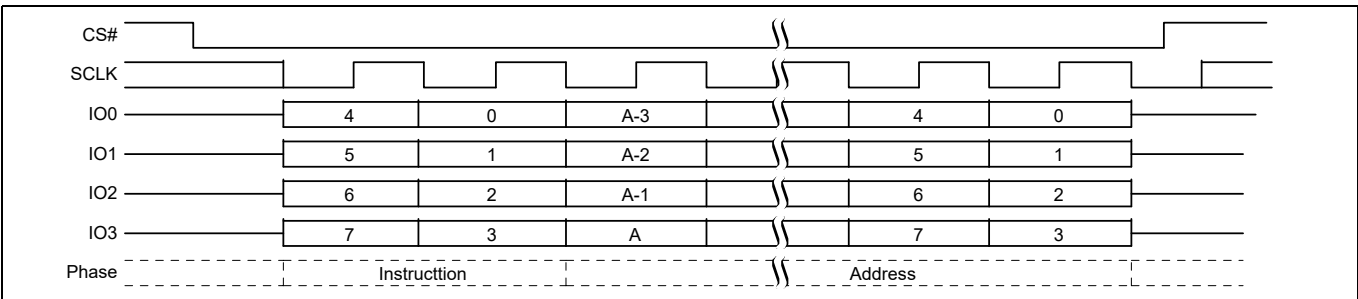 CS#
SCLK
IO0 4 0 A-3 4 0
IO1 5 1 A-2 5 1
IO2 6 2 A-1 6 2
IO3 7 3 A 7 3
Phase Instructtion Address